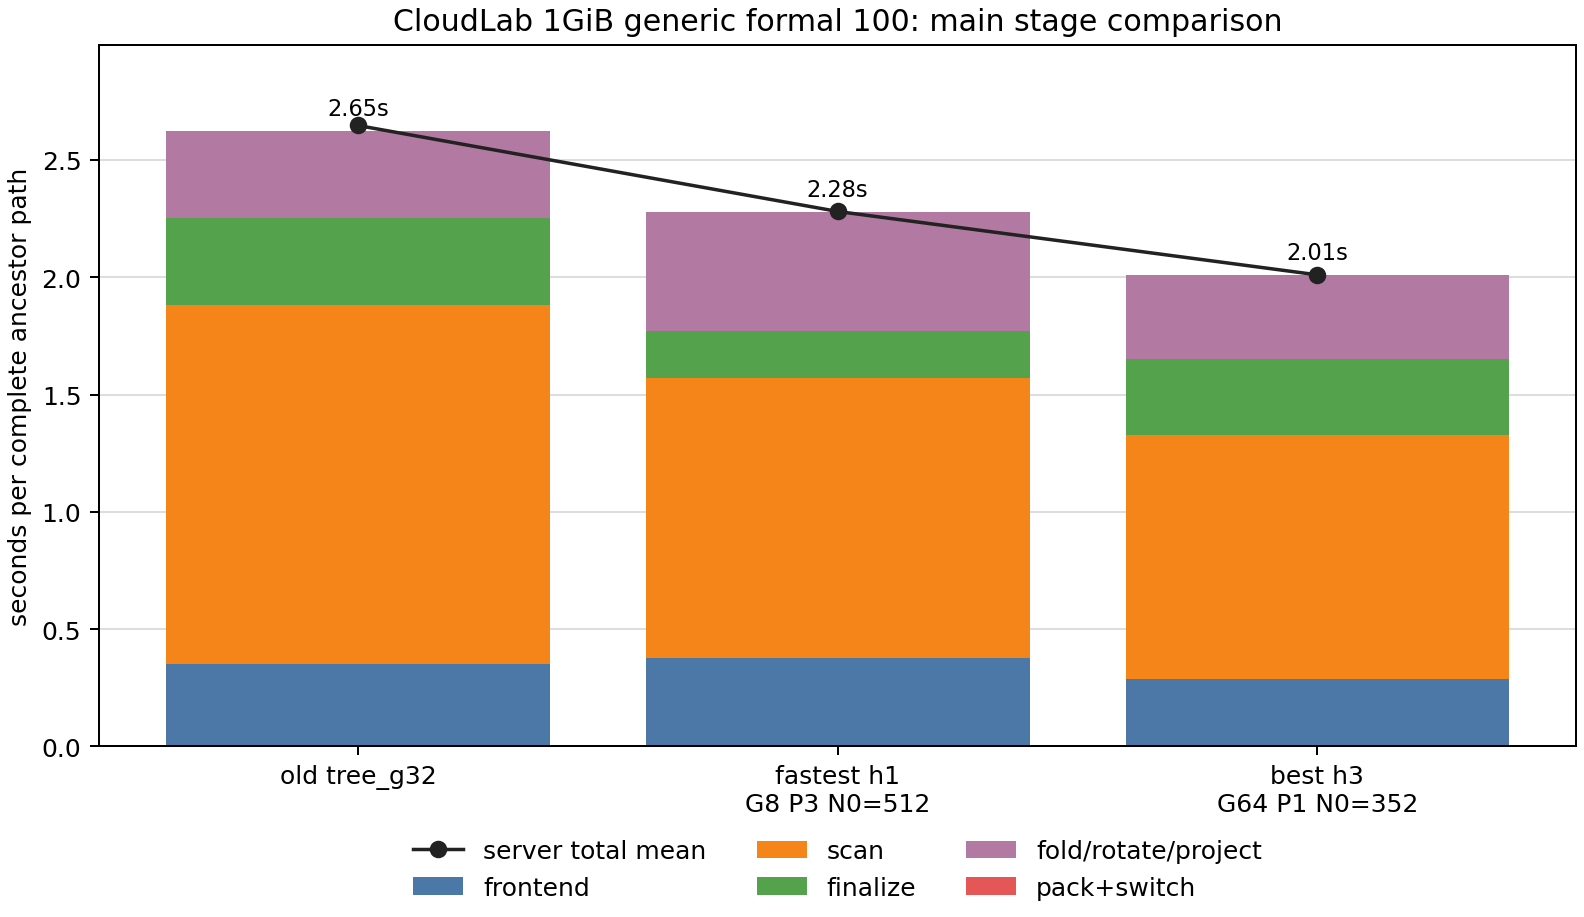 CloudLab 1GiB generic formal 100: main stage comparison
seconds per complete ancestor path
2.5
2.0
1.5
1.0
0.5
0.0
2.65s
2.28s
2.01s
old tree_g32
fastest h1
G8 P3 N0=512
best h3
G64 P1 N0=352
server total mean
frontend
scan
finalize
fold/rotate/project
pack+switch